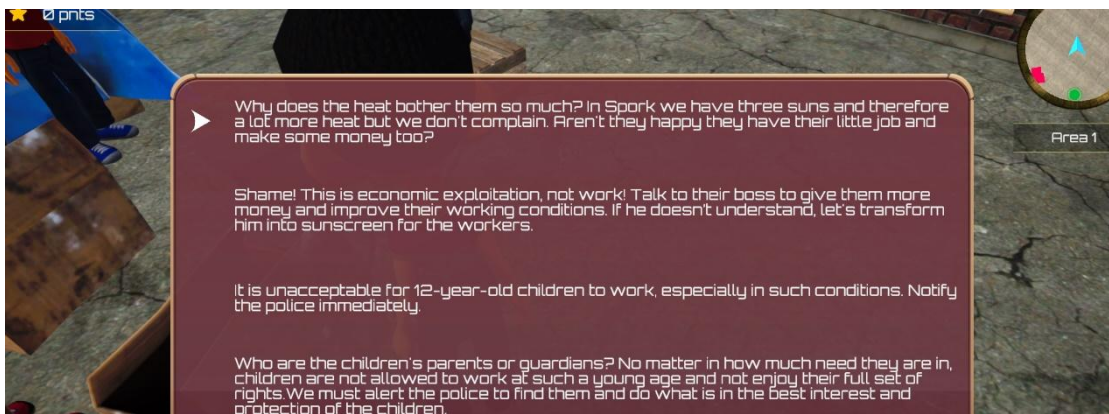 0 pnts
Why does the heat bother them so much? In Spork we have three suns and therefore
a lot more heat but we don't complain. Aren't they happy they have their little job and
make some money too?
Area 1
Shame! This is economic exploitation, not work! Talk to their boss to give them more
money and improve their working conditions. If he doesn't understand, let's transform
him into sunscreen for the workers.
It is unacceptable for 12-year-old children to work, especially in such conditions. Notify
the police immediately.
Who are the children's parents or guardians? No matter in how much need they are in,
children are not allowed to work at such a young age and not enjoy their full set of
rights.We must alert the police to find them and do what is in the best interest and
protection of the children.